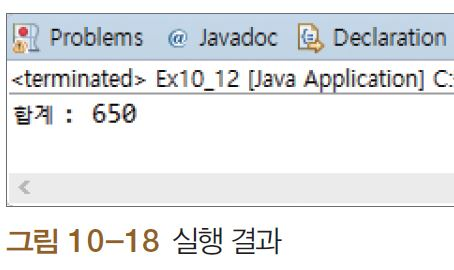 Problems @ Javadoc Declaration
<terminated> Ex10_12 [Java Application] C:
합계 : 650
그림 10-18 실행 결과